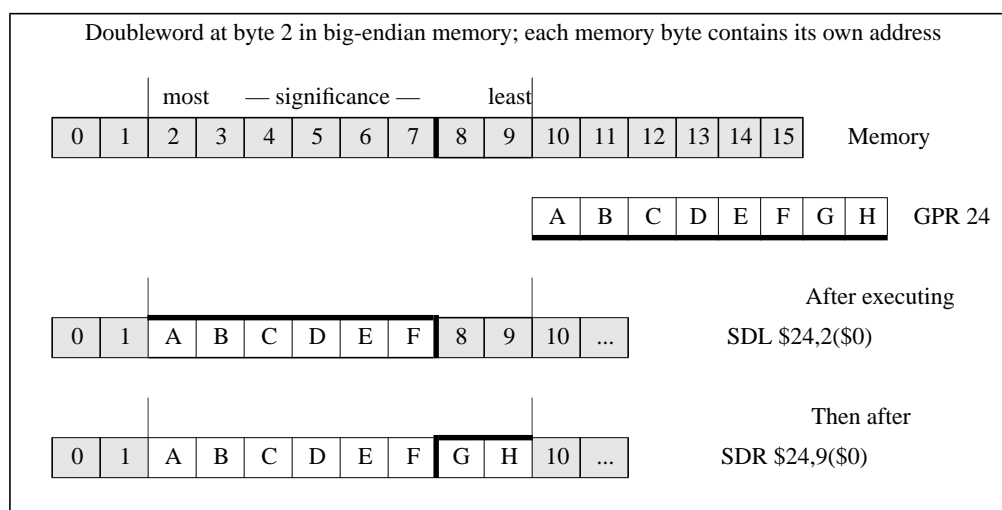 Doubleword at byte 2 in big-endian memory; each memory byte contains its own address
most — significance — least
0 1 2 3 4 5 6 7 8 9 10 11 12 13 14 15 Memory
A B C D E F G H GPR 24
After executing
0 1 A B C D E F 8 9 10 ... SDL $24,2($0)
Then after
0 1 A B C D E F G H 10 ... SDR $24,9($0)